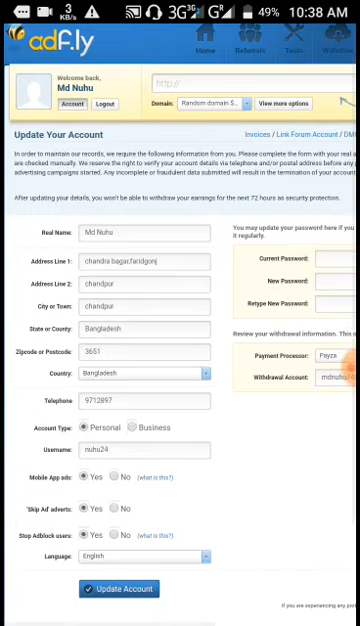 3 KB/s 3G 3G R 49% 10:38 AM
adf.ly
Home Referrals Tools
Welcome back,
Md Nuhu
http://
Account Logout
Domain: Random domain S... View more options
Update Your Account
Invoices / Link Forum Account /
In order to maintain our records, we require the following information from you. Please complete the form with your real
are checked manually. We reserve the right to verify your account details via telephone/postal address before any
advertising campaigns started. Any incomplete or fraudulent data submitted will result in the termination of your
After updating your details, you won't be able to withdraw your earnings for the next 72 hours as security protection.
Real Name: Md Nuhu
Address Line 1: chandra bagar,faridgonj
Address Line 2: chandpur
City or Town: chandpur
State or County: Bangladesh
Zipcode or Postcode: 3651
Country: Bangladesh
Telephone 9712897
Account Type: Personal Business
Username: nuhu24
Mobile App ads: Yes No (what is this?)
'Skip Ad' adverts: Yes No
Stop Adblock users: Yes No (what is this?)
Language: English
Update Account
You may update your password here if you
it regularly.
Current Password:
New Password:
Retype New Password:
Review your withdrawal information. This
Payment Processor: Payza
Withdrawal Account:
If you are experiencing any